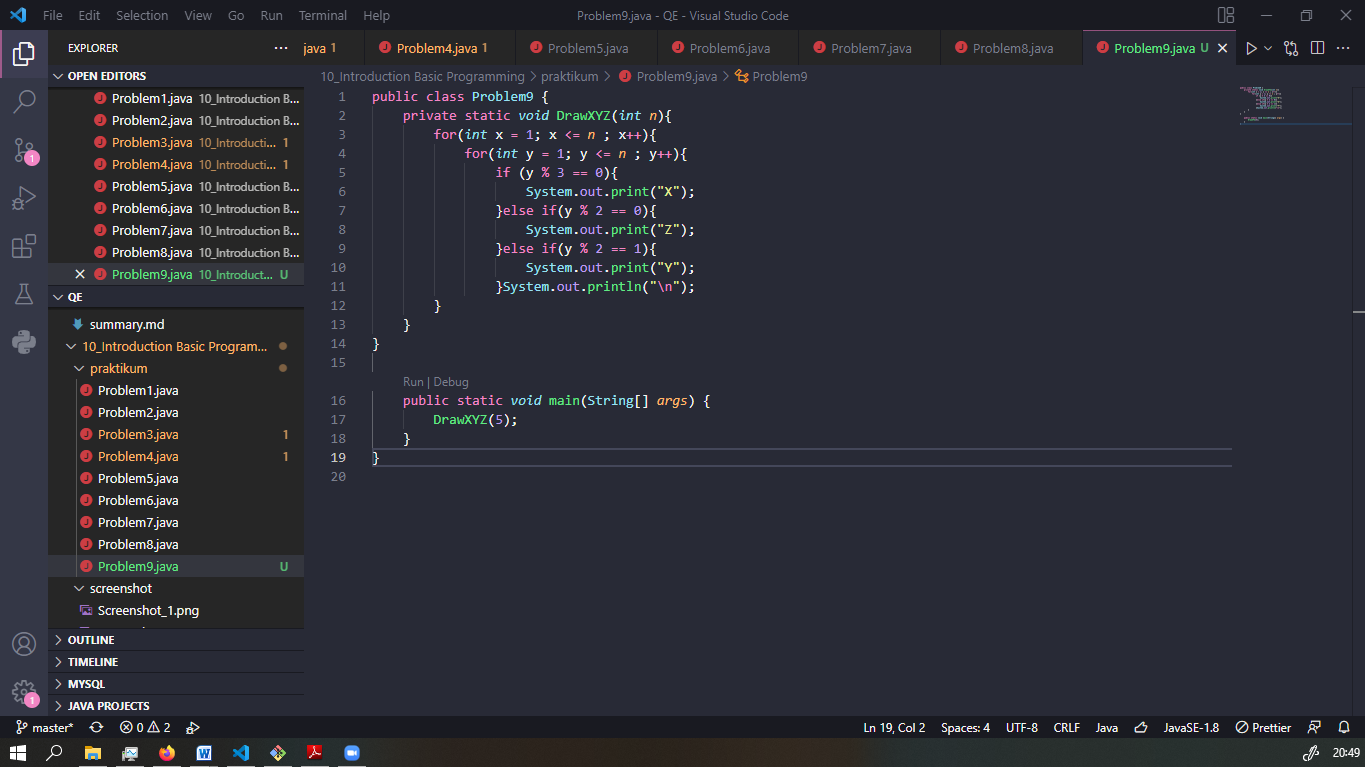 File Edit Selection View Go Run Terminal Help Problem9.java - QE - Visual Studio Code
EXPLORER
java 1 Problem4.java 1 Problem5.java Problem6.java Problem7.java Problem8.java Problem9.java U
OPEN EDITORS
Problem1.java 10_Introduction B...
Problem2.java 10_Introduction B...
Problem3.java 10_Introducti... 1
Problem4.java 10_Introducti... 1
Problem5.java 10_Introduction B...
Problem6.java 10_Introduction B...
Problem7.java 10_Introduction B...
Problem8.java 10_Introduction B...
Problem9.java 10_Introduct... U
QE
summary.md
10_Introduction Basic Program...
praktikum
Problem1.java
Problem2.java
Problem3.java 1
Problem4.java 1
Problem5.java
Problem6.java
Problem7.java
Problem8.java
Problem9.java U
screenshot
Screenshot_1.png
OUTLINE
TIMELINE
MYSQL
JAVA PROJECTS
1
1
10_Introduction Basic Programming > praktikum > Problem9.java > Problem9
1 public class Problem9 {
2 private static void DrawXYZ(int n){
3 for(int x = 1; x <= n ; x++){
4 for(int y = 1; y <= n ; y++){
5 if (y % 3 == 0){
6 System.out.print("X");
7 }else if(y % 2 == 0){
8 System.out.print("Z");
9 }else if(y % 2 == 1){
10 System.out.print("Y");
11 }System.out.println("\n");
12 }
13 }
14 }
15
Run | Debug
16 public static void main(String[] args) {
17 DrawXYZ(5);
18 }
19 }
20
master* 0 2 Ln 19, Col 2 Spaces: 4 UTF-8 CRLF Java JavaSE-1.8 Prettier
20:49